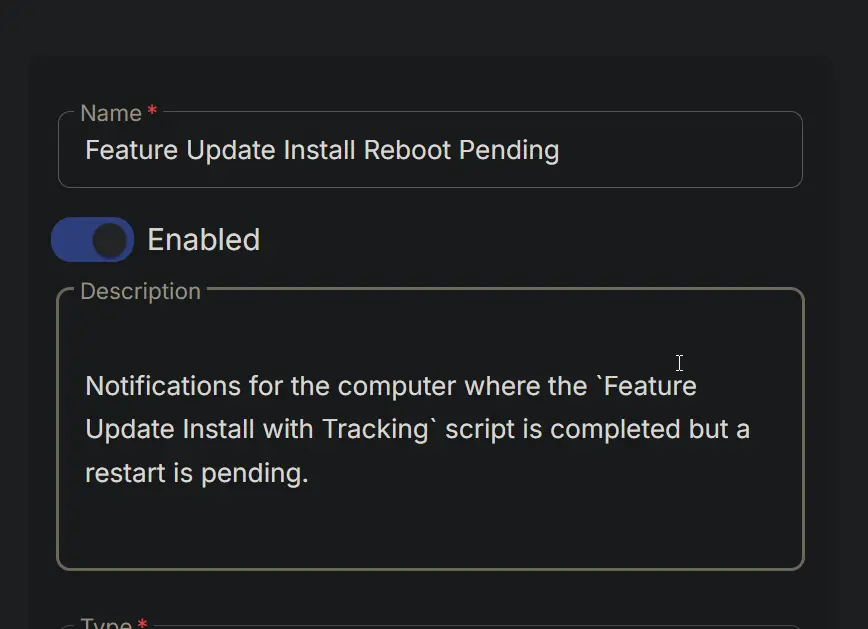 Name *
Feature Update Install Reboot Pending
Enabled
Description
Notifications for the computer where the `Feature
Update Install with Tracking` script is completed but a
restart is pending.
Type *